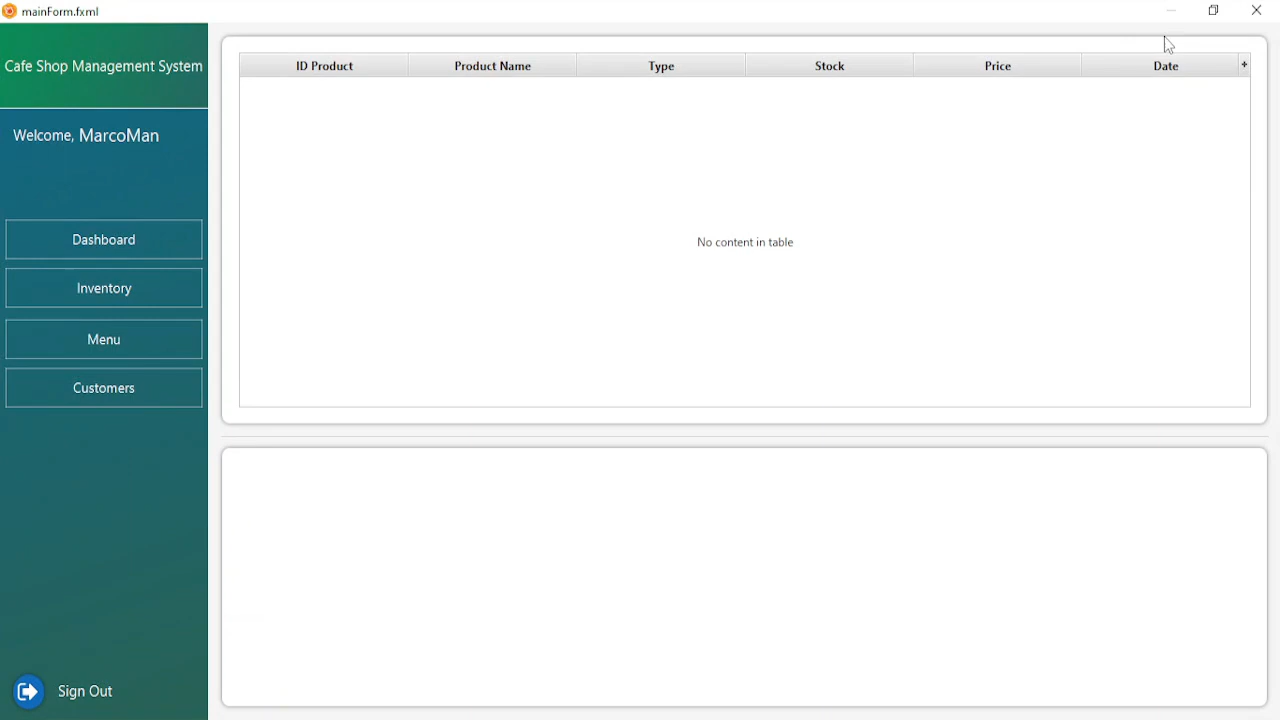 mainForm.fxml
Cafe Shop Management System
Welcome, MarcoMan
Dashboard
Inventory
Menu
Customers
Sign Out
ID Product Product Name Type Stock Price Date +
No content in table